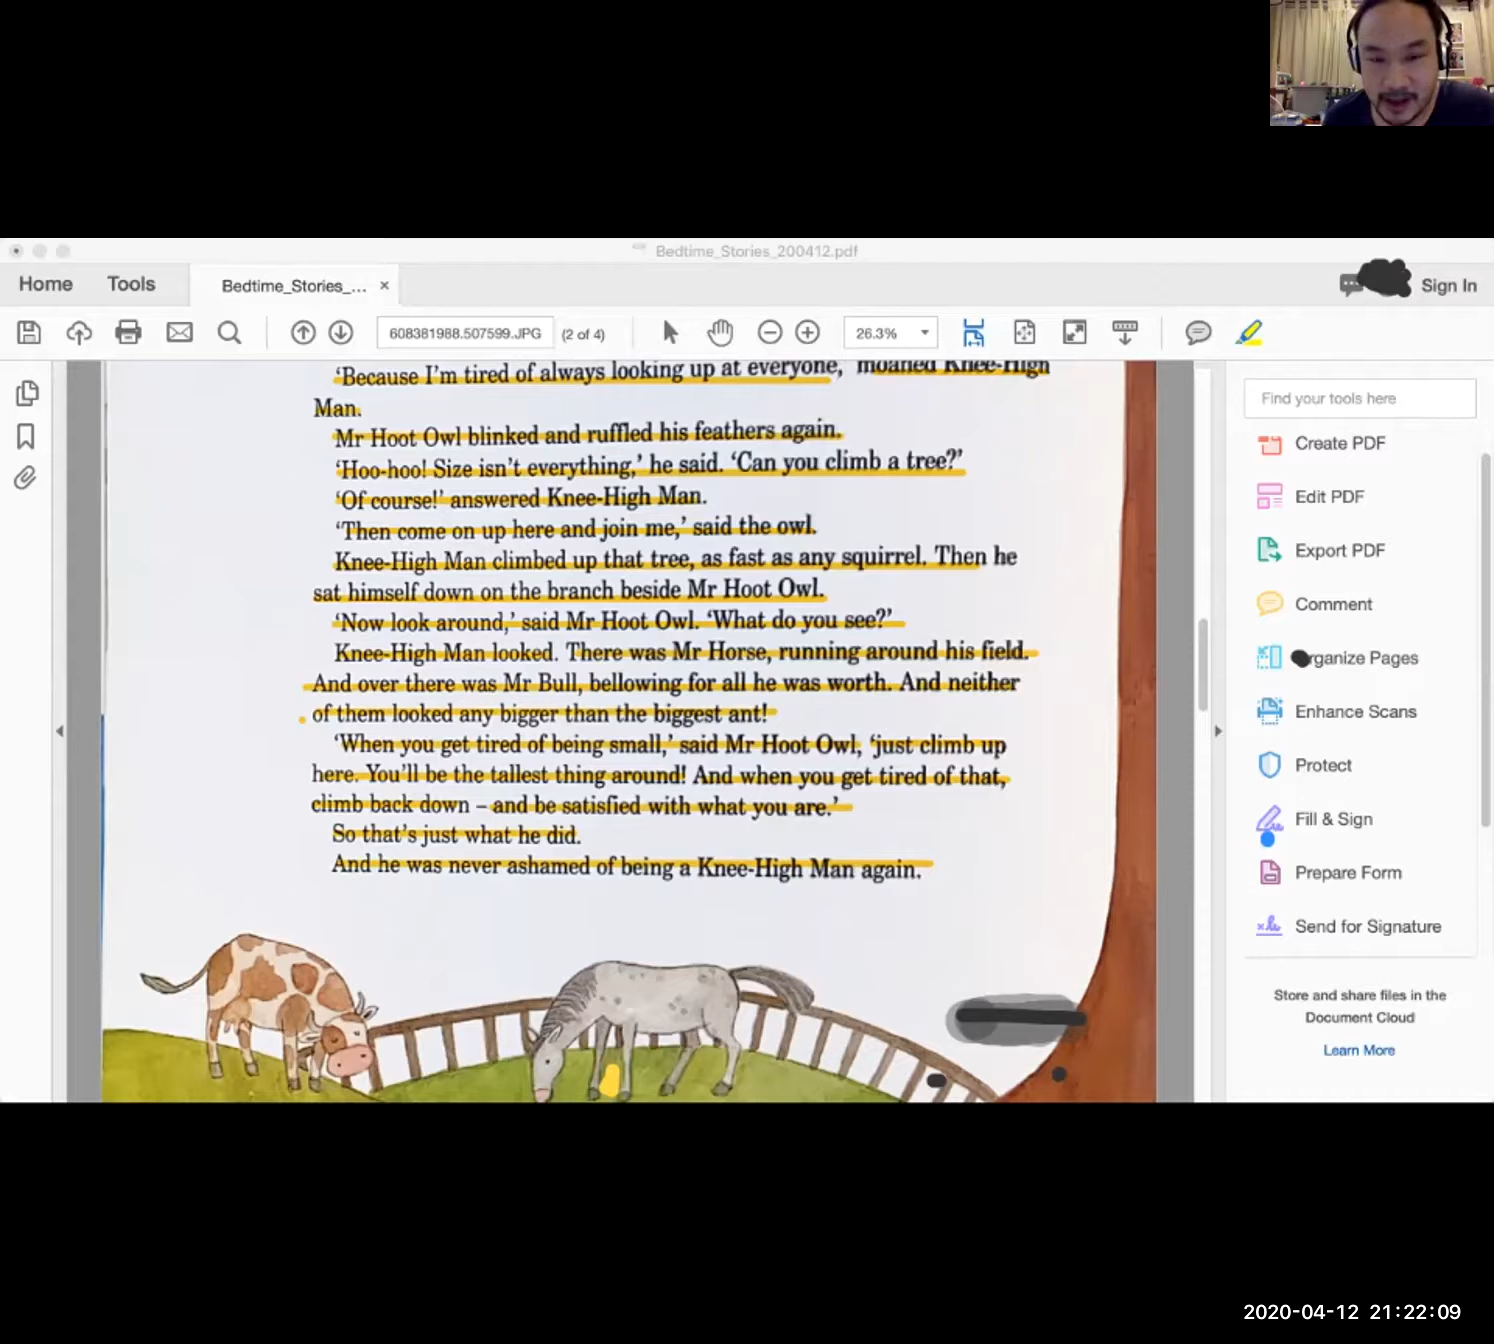 Bedtime_Stories_200412.pdf
Home Tools Bedtime_Stories_... × Sign In
608381988.507599.JPG (2 of 4) 26.3%
Find your tools here
Create PDF
Edit PDF
Export PDF
Comment
rganize Pages
Enhance Scans
Protect
Fill & Sign
Prepare Form
Send for Signature
Store and share files in the
Document Cloud
Learn More
‘Because I’m tired of always looking up at everyone,’ moaned Knee-High
Man.
Mr Hoot Owl blinked and ruffled his feathers again.
‘Hoo-hoo! Size isn’t everything,’ he said. ‘Can you climb a tree?’
‘Of course!’ answered Knee-High Man.
‘Then come on up here and join me,’ said the owl.
Knee-High Man climbed up that tree, as fast as any squirrel. Then he
sat himself down on the branch beside Mr Hoot Owl.
‘Now look around,’ said Mr Hoot Owl. ‘What do you see?’
Knee-High Man looked. There was Mr Horse, running around his field.
And over there was Mr Bull, bellowing for all he was worth. And neither
of them looked any bigger than the biggest ant!
‘When you get tired of being small,’ said Mr Hoot Owl, ‘just climb up
here. You’ll be the tallest thing around! And when you get tired of that,
climb back down – and be satisfied with what you are.’
So that’s just what he did.
And he was never ashamed of being a Knee-High Man again.
2020-04-12 21:22:09